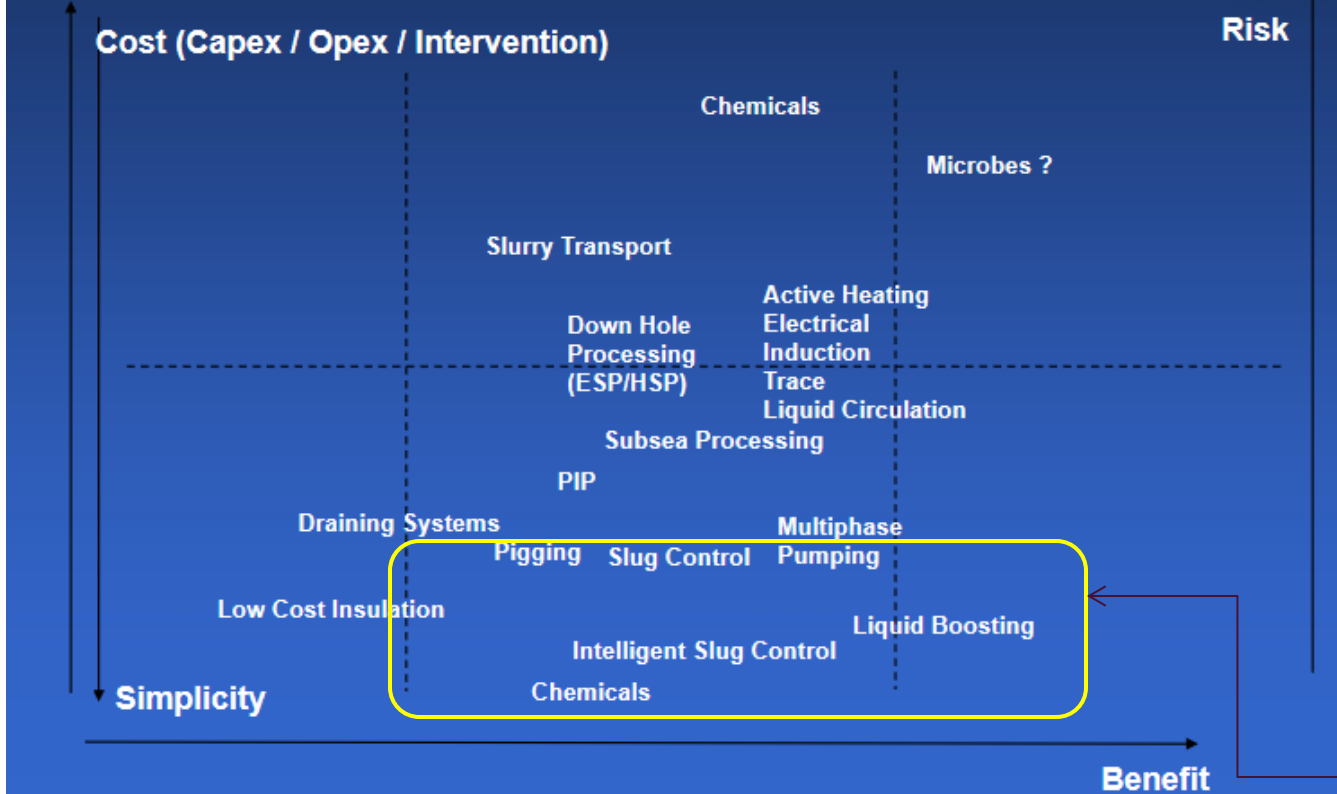 Cost (Capex / Opex / Intervention)
Risk
Chemicals
Microbes ?
Slurry Transport
Active Heating
Electrical
Induction
Trace
Liquid Circulation
Down Hole
Processing
(ESP/HSP)
Subsea Processing
PIP
Draining Systems
Multiphase
Pumping
Pigging
Slug Control
Low Cost Insulation
Liquid Boosting
Intelligent Slug Control
Chemicals
Simplicity
Benefit